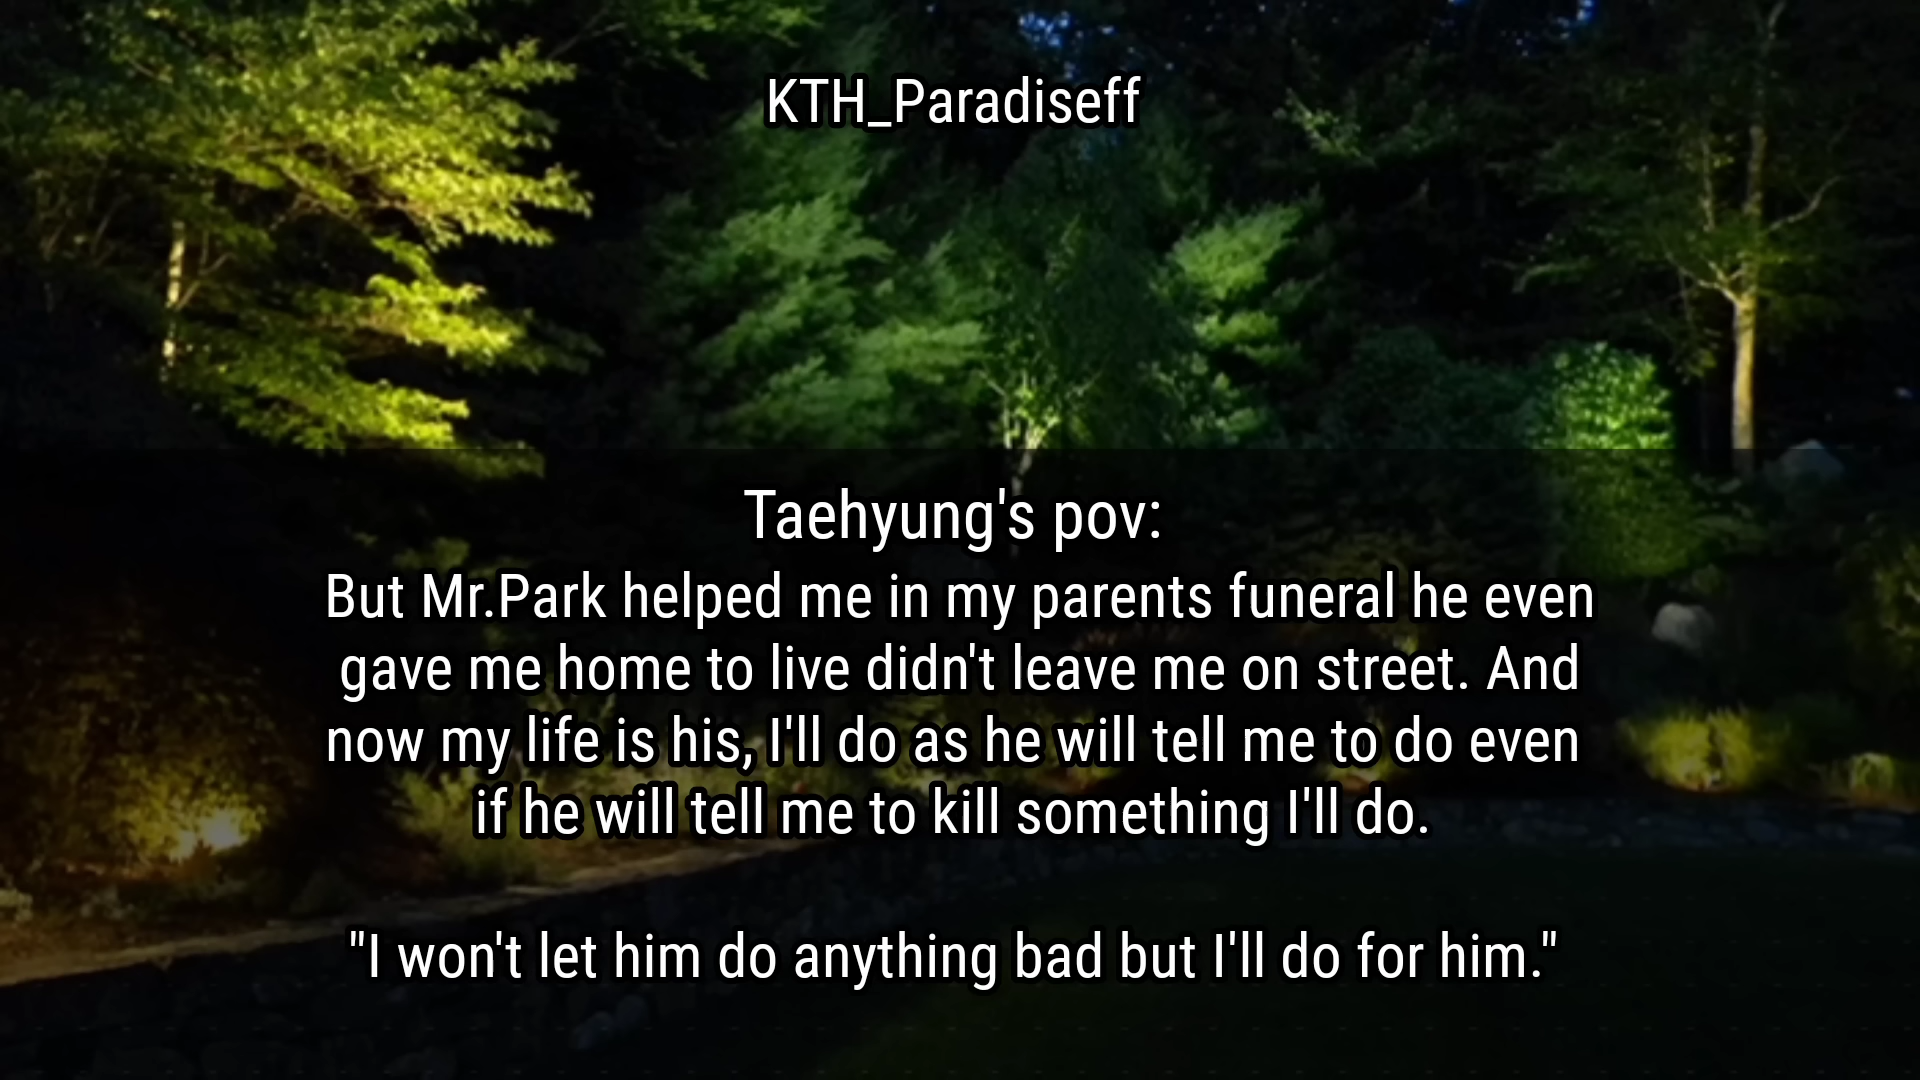 KTH_Paradiseff
Taehyung's pov:
But Mr.Park helped me in my parents funeral he even
gave me home to live didn't leave me on street. And
now my life is his, I'll do as he will tell me to do even
if he will tell me to kill something I'll do.
"I won't let him do anything bad but I'll do for him."